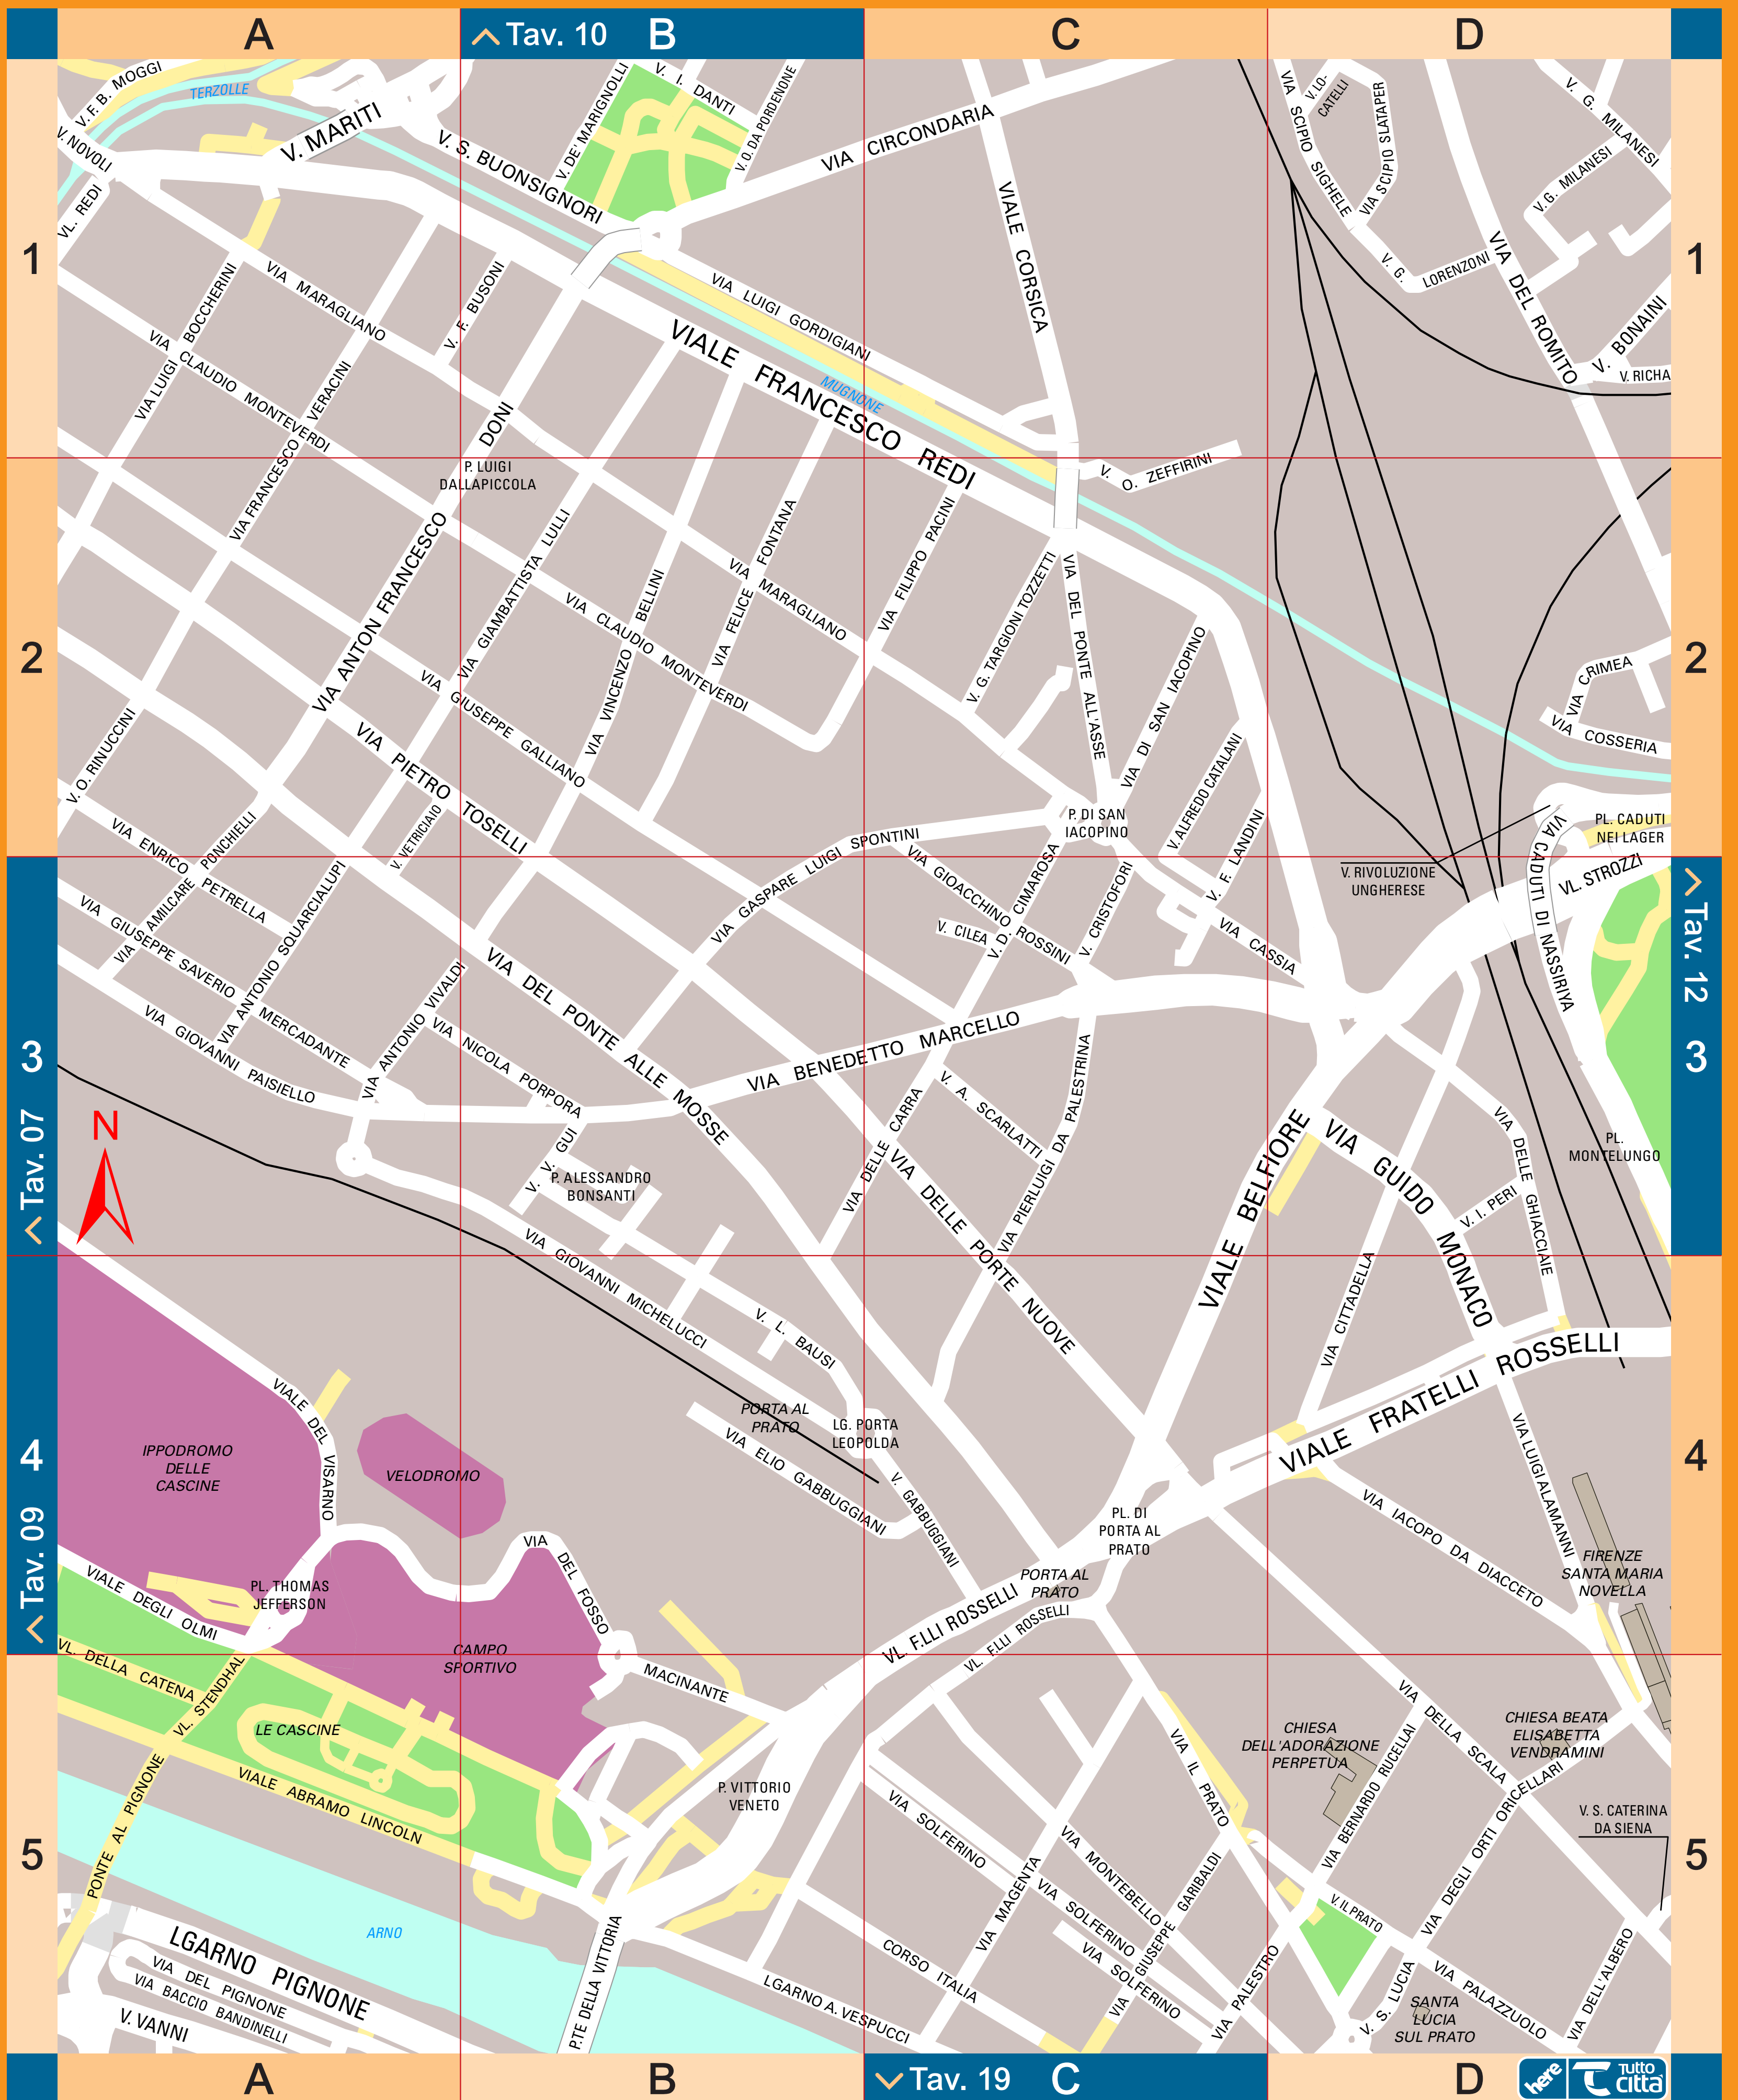 A
Tav. 10 B
C
D
V. F. B. MOGGI
TERZOLLE
V. NOVOLI
V. MARITI
VL. REDI
V. S. BUONSIGNORI
V. DE' MARIGNOLLI
V. I. DANTI
V. O. DA PORDENONE
VIA CIRCONDARIA
VIALE CORSICA
VIA SCIPIO SIGHELE
V. LO-
CATELLI
VIA SCIPIO SLATAPER
V. G. MILANESI
V. G. MILANESI
V. G. LORENZONI
VIA DEL ROMITO
V. BONAINI
V. RICHA
1
1
VIA LUIGI BOCCHERINI
VIA MARAGLIANO
V. F. BUSONI
VIA LUIGI GORDIGIANI
VIALE FRANCESCO REDI
MUGNONE
VIA CLAUDIO MONTEVERDI
VIA FRANCESCO VERACINI
VIA ANTON FRANCESCO DONI
P. LUIGI
DALLAPICCOLA
V. O. ZEFFIRINI
2
2
VIA GIAMBATTISTA LULLI
VIA VINCENZO BELLINI
VIA FELICE FONTANA
VIA MARAGLIANO
VIA FILIPPO PACINI
V. G. TARGIONI TOZZETTI
VIA DEL PONTE ALL'ASSE
VIA DI SAN IACOPINO
VIA CLAUDIO MONTEVERDI
VIA GIUSEPPE GALLIANO
V. O. RINUCCINI
VIA PIETRO TOSELLI
V. VETRICIAIO
VIA ENRICO PETRELLA
VIA AMILCARE PONCHIELLI
VIA GASPARE LUIGI SPONTINI
P. DI SAN
IACOPINO
V. ALFREDO CATALANI
V. F. LANDINI
VIA CRIMEA
VIA COSSERIA
PL. CADUTI
NEI LAGER
VIA CADUTI DI NASSIRIYA
VL. STROZZI
V. RIVOLUZIONE
UNGHERESE
3
Tav. 07
Tav. 12
3
VIA GIUSEPPE SAVERIO MERCADANTE
VIA ANTONIO SQUARCIALUPI
VIA GIOVANNI PAISIELLO
VIA ANTONIO VIVALDI
VIA NICOLA PORPORA
VIA DEL PONTE ALLE MOSSE
VIA GIOACCHINO ROSSINI
V. CILEA
V. D. CIMAROSA
V. CRISTOFORI
VIA CASSIA
VIA BENEDETTO MARCELLO
V. A. SCARLATTI
VIA DELLE CARRA
VIA PIERLUIGI DA PALESTRINA
N
V. V. GUI
P. ALESSANDRO
BONSANTI
VIA DELLE PORTE NUOVE
VIALE BELFIORE
VIA GUIDO MONACO
V. I. PERI
VIA DELLE GHIACCIAIE
PL.
MONTELUNGO
VIA GIOVANNI MICHELUCCI
V. L. BAUSI
VIA CITTADELLA
VIALE FRATELLI ROSSELLI
4
Tav. 09
4
IPPODROMO
DELLE
CASCINE
VIALE DEL VISARNO
VELODROMO
PORTA AL
PRATO
LG. PORTA
LEOPOLDA
VIA ELIO GABBUGGIANI
V. GABBUGGIANI
PL. DI
PORTA AL
PRATO
VIA LUIGI ALAMANNI
VIA IACOPO DA DIACCETO
FIRENZE
SANTA MARIA
NOVELLA
PL. THOMAS
JEFFERSON
VIALE DEGLI OLMI
VIA DEL FOSSO MACINANTE
PORTA AL
PRATO
VL. F.LLI ROSSELLI
VL. F.LLI ROSSELLI
CAMPO
SPORTIVO
VL. DELLA CATENA
VL. STENDHAL
LE CASCINE
5
5
VIALE ABRAMO LINCOLN
PONTE AL PIGNONE
P. VITTORIO
VENETO
CHIESA
DELL'ADORAZIONE
PERPETUA
VIA DELLA SCALA
CHIESA BEATA
ELISABETTA
VENDRAMINI
VIA IL PRATO
VIA BERNARDO RUCELLAI
VIA DEGLI ORTI ORICELLARI
V. S. CATERINA
DA SIENA
VIA SOLFERINO
VIA MONTEBELLO
VIA MAGENTA
VIA SOLFERINO
VIA SOLFERINO
VIA GIUSEPPE GARIBALDI
V. IL PRATO
ARNO
LGARNO PIGNONE
VIA DEL PIGNONE
VIA BACCIO BANDINELLI
V. VANNI
P.TE DELLA VITTORIA
CORSO ITALIA
LGARNO A. VESPUCCI
VIA PALESTRO
V. S. LUCIA
SANTA
LUCIA
SUL PRATO
VIA PALAZZUOLO
VIA DELL'ALBERO
A
B
Tav. 19 C
D
here
TUTTO
città